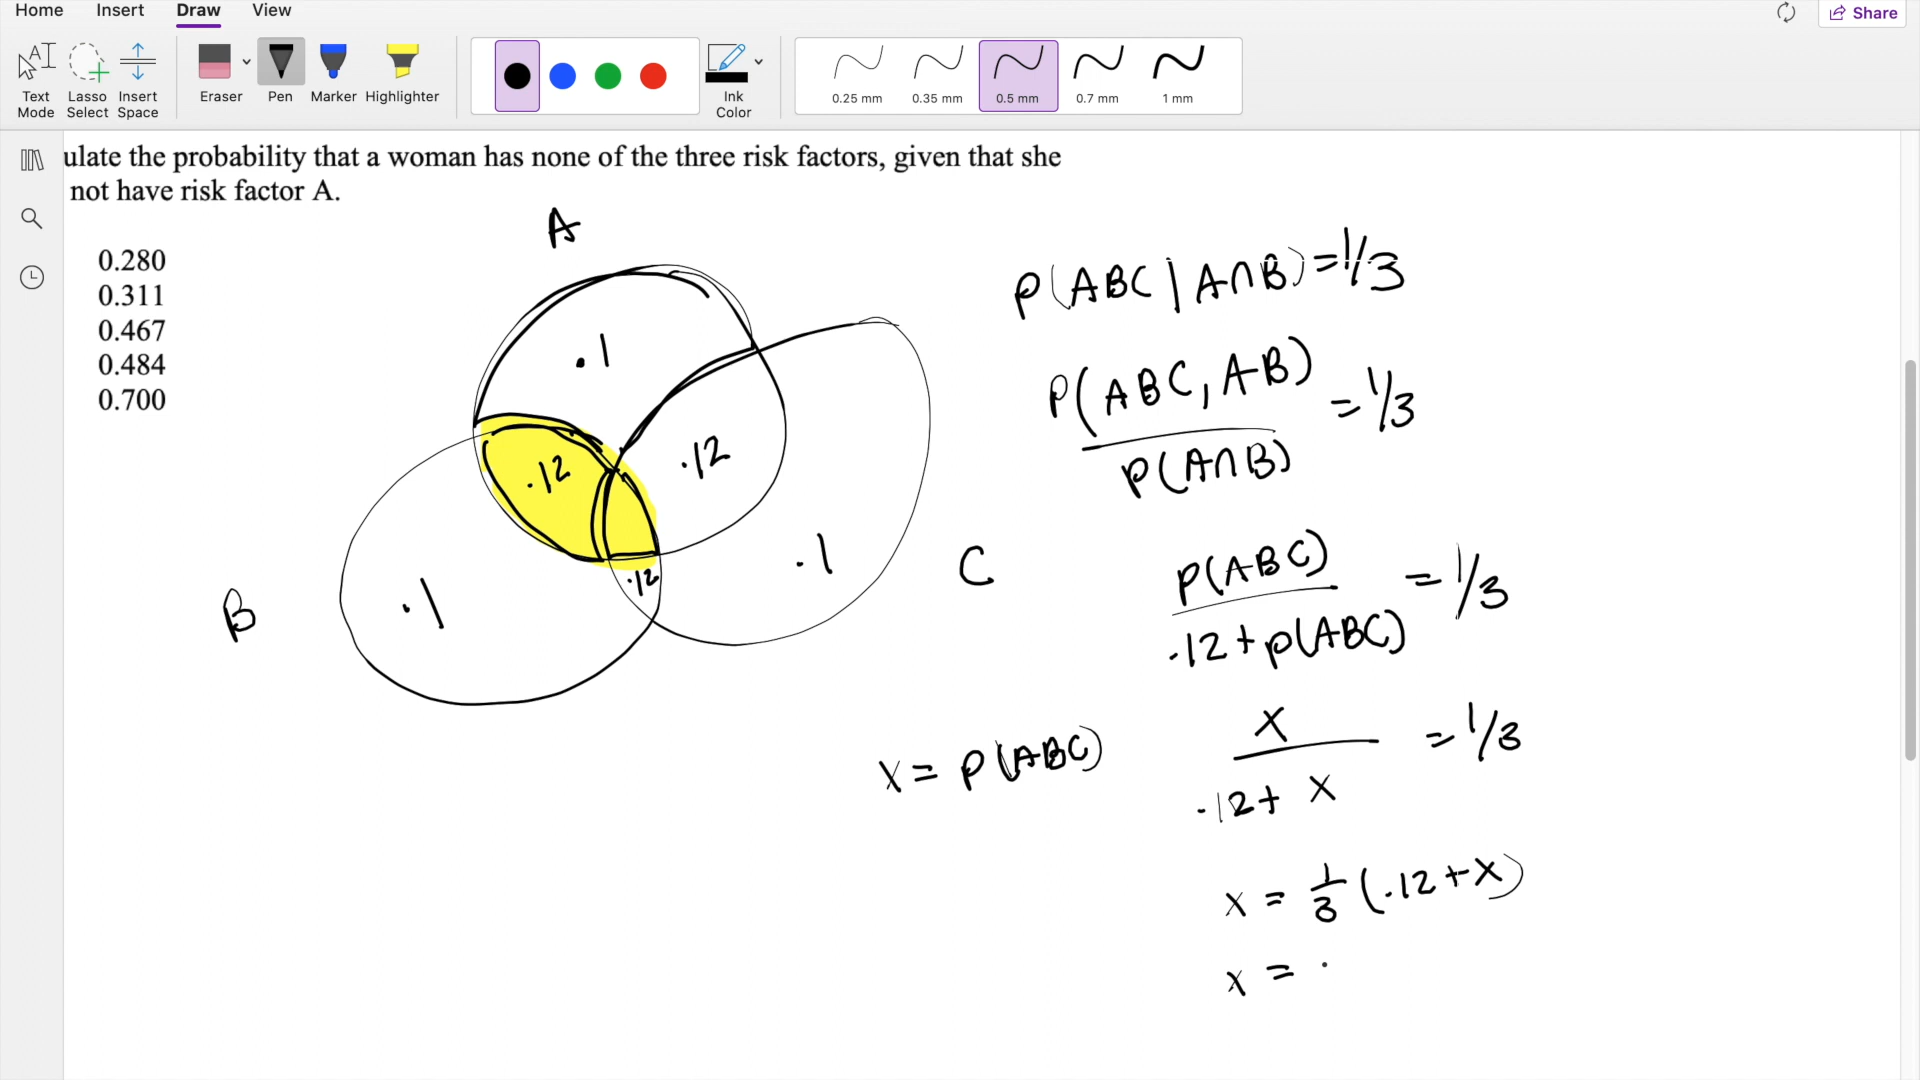 Home Insert Draw View Share
Text Mode
Lasso Select
Insert Space
Eraser
Pen
Marker
Highlighter
Ink Color
0.25 mm
0.35 mm
0.5 mm
0.7 mm
1 mm
ulate the probability that a woman has none of the three risk factors, given that she
not have risk factor A.
0.280
0.311
0.467
0.484
0.700
A
.1
.12
.12
.12
.1
.1
B
C
P(ABC | A∩B) = 1/3
P(ABC, AB)
= 1/3
P(A∩B)
P(ABC)
= 1/3
.12 + P(ABC)
x = P(ABC)
x
= 1/3
.12 + x
x = 1/3 (.12 + x)
x = .